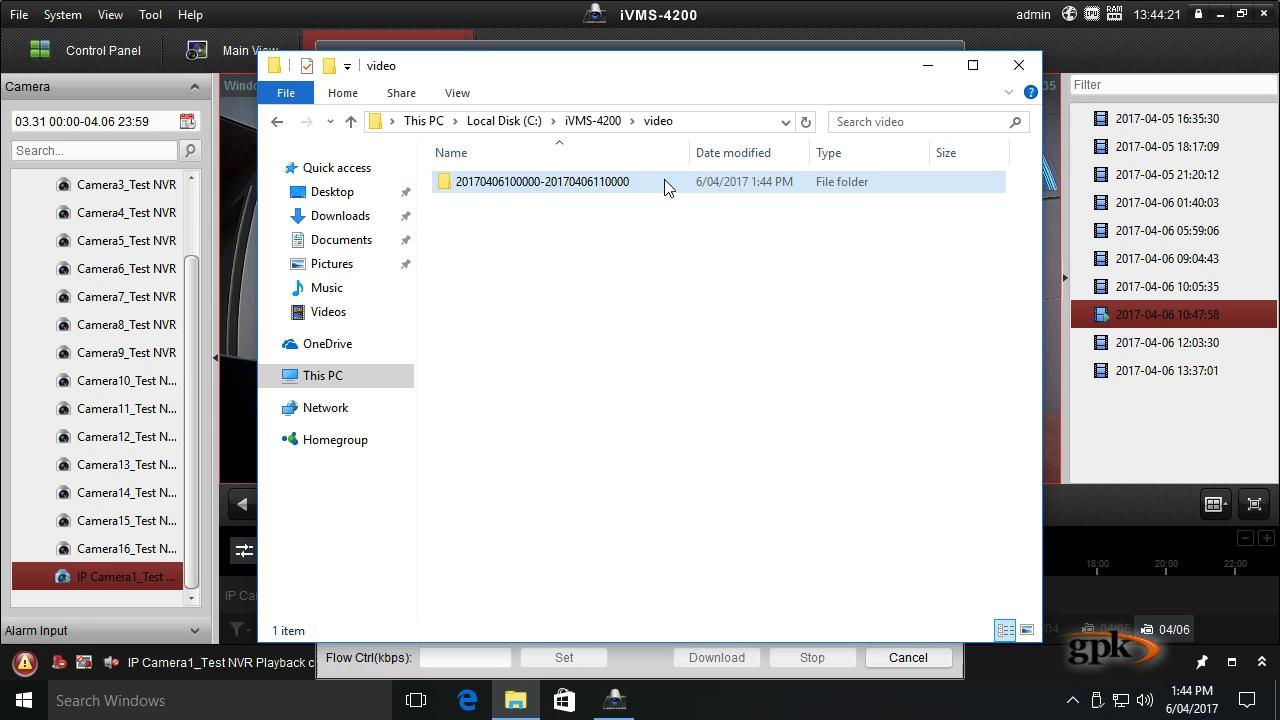 File System View Tool Help
iVMS-4200
admin 13:44:21
Control Panel
Main View
video
File Home Share View
This PC Local Disk (C:) iVMS-4200 video
Search video
Camera
03.31 00:00-04.06 23:59
Search...
Camera3_Test NVR
Camera4_Test NVR
Camera5_Test NVR
Camera6_Test NVR
Camera7_Test NVR
Camera8_Test NVR
Camera9_Test NVR
Camera10_Test N...
Camera11_Test N...
Camera12_Test N...
Camera13_Test N...
Camera14_Test N...
Camera15_Test N...
Camera16_Test N...
IP Camera1_Test ...
Alarm Input
Quick access
Desktop
Downloads
Documents
Pictures
Music
Videos
OneDrive
This PC
Network
Homegroup
Name Date modified Type Size
20170406100000-20170406110000 6/04/2017 1:44 PM File folder
1 item
Filter
2017-04-05 16:35:30
2017-04-05 18:17:09
2017-04-05 21:20:12
2017-04-06 01:40:03
2017-04-06 05:59:06
2017-04-06 09:04:43
2017-04-06 10:05:35
2017-04-06 10:47:58
2017-04-06 12:03:30
2017-04-06 13:37:01
18:00 20:00 22:00
04/05 04/06
gpk
Flow Ctrl(kbps): Set Download Stop Cancel
IP Camera1_Test NVR Playback c
Search Windows
1:44 PM
6/04/2017